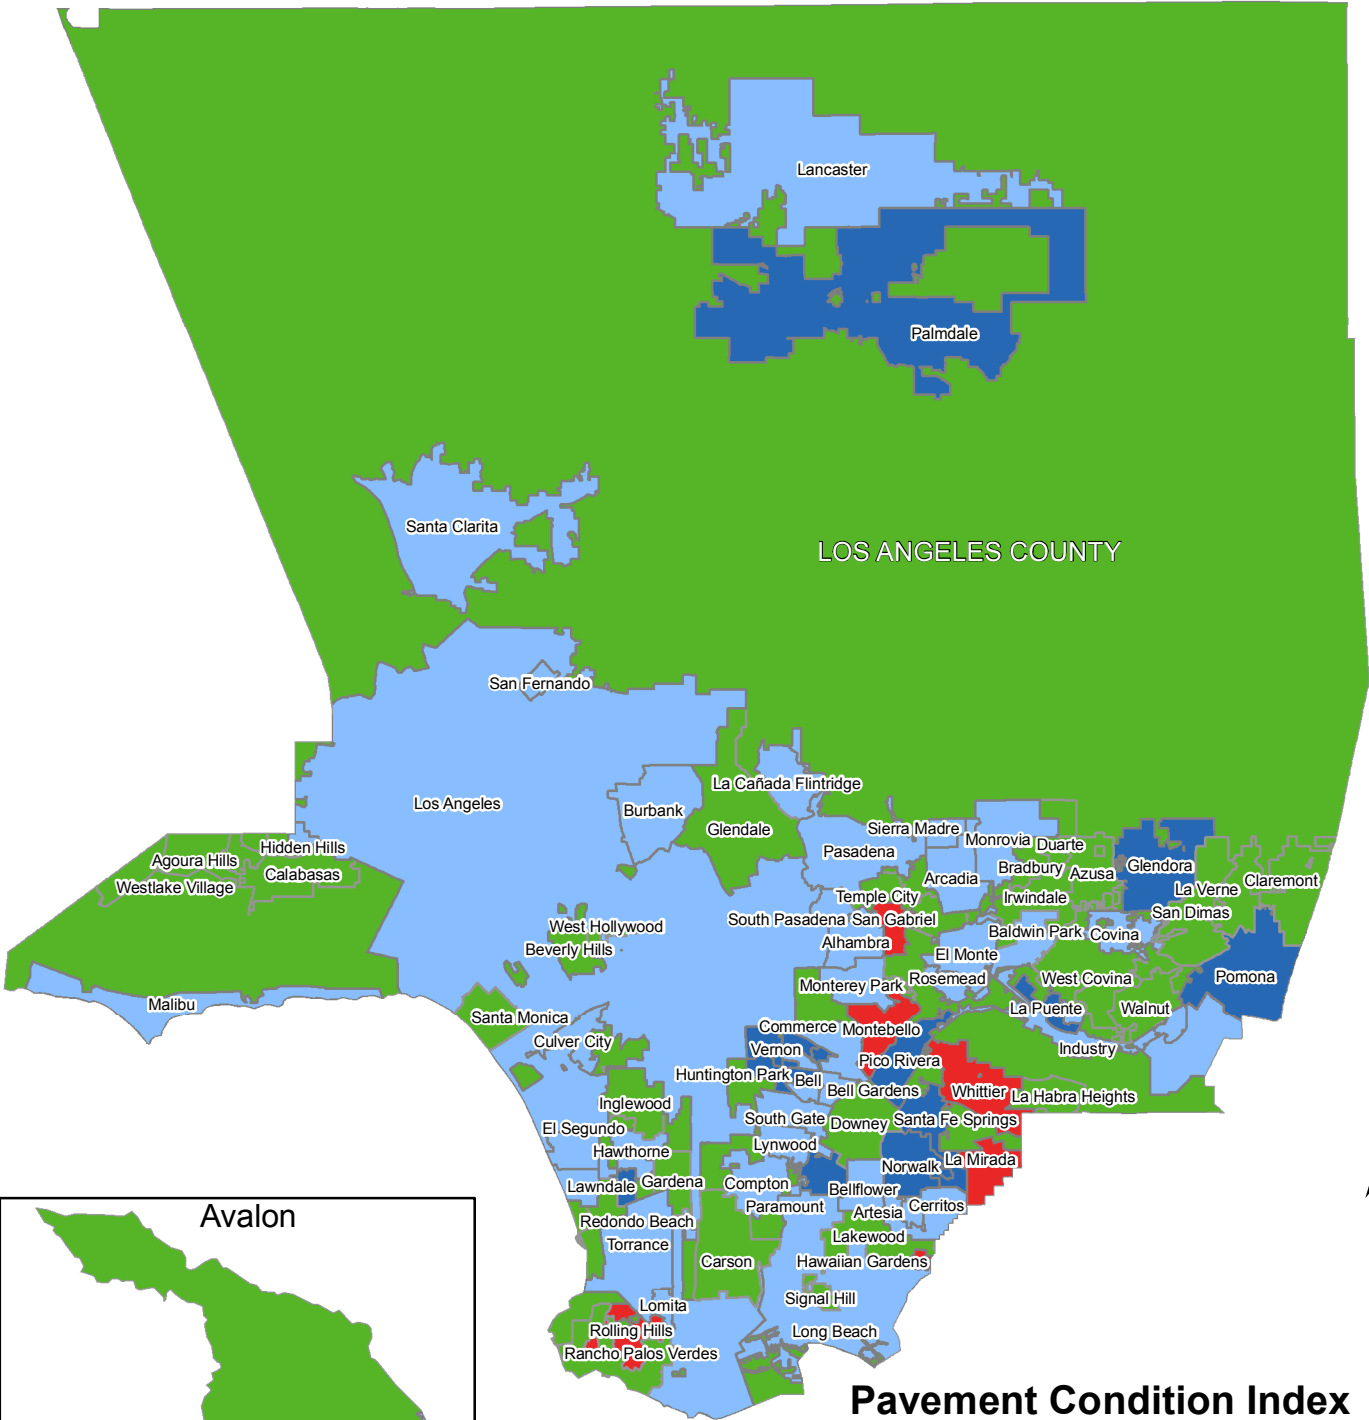 Lancaster
Palmdale
Santa Clarita
LOS ANGELES COUNTY
San Fernando
La Cañada Flintridge
Los Angeles
Burbank
Glendale
Sierra Madre
Monrovia
Duarte
Pasadena
Hidden Hills
Agoura Hills
Calabasas
Westlake Village
Bradbury
Azusa
Glendora
Arcadia
La Verne
Claremont
Temple City
Irwindale
San Dimas
South Pasadena
San Gabriel
West Hollywood
Baldwin Park
Covina
Alhambra
Beverly Hills
El Monte
Rosemead
West Covina
Pomona
Monterey Park
Malibu
La Puente
Walnut
Santa Monica
Commerce
Montebello
Culver City
Vernon
Industry
Pico Rivera
Huntington Park
Bell
Bell Gardens
Whittier
La Habra Heights
Inglewood
South Gate
Downey
Santa Fe Springs
El Segundo
Lynwood
Hawthorne
La Mirada
Norwalk
Lawndale
Gardena
Compton
Bellflower
Paramount
Artesia
Cerritos
Avalon
Redondo Beach
Lakewood
Torrance
Carson
Hawaiian Gardens
Signal Hill
Lomita
Rolling Hills
Long Beach
Rancho Palos Verdes
Pavement Condition Index